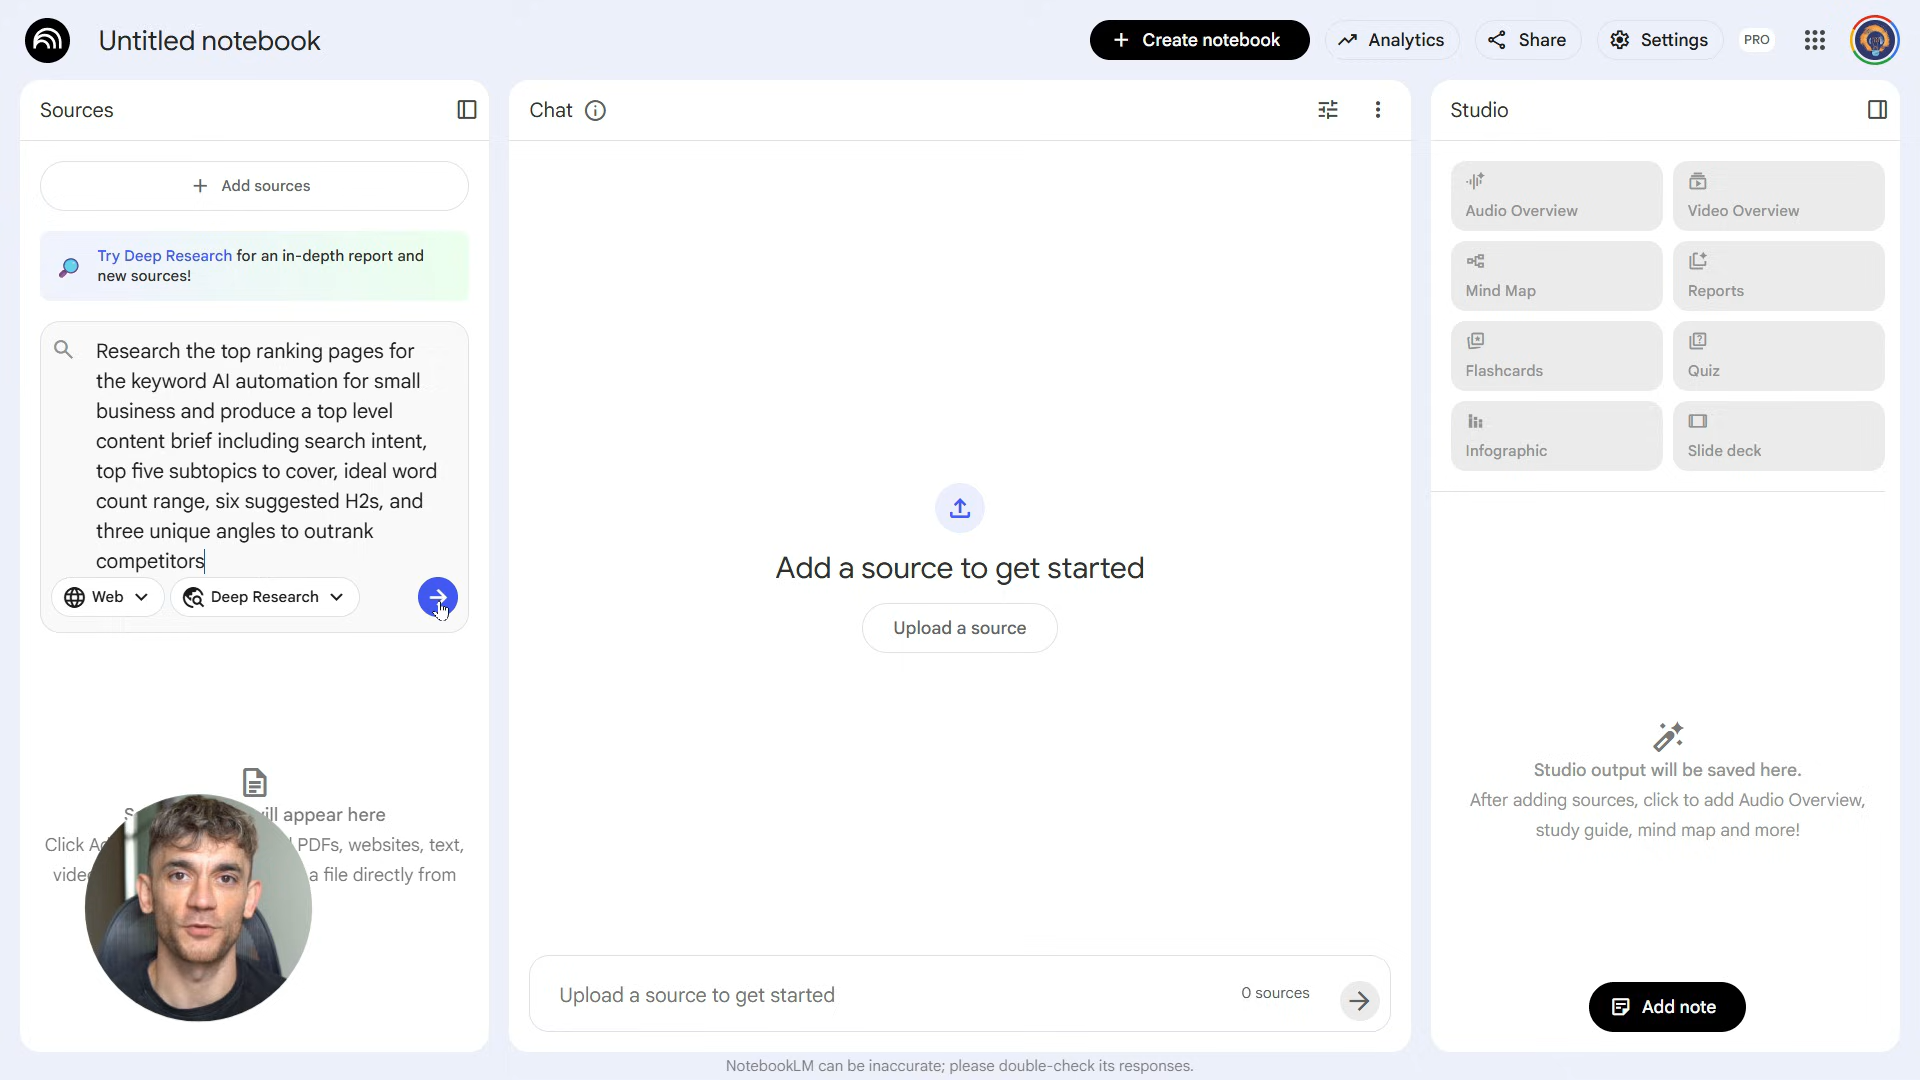 Untitled notebook
Create notebook
Analytics
Share
Settings
PRO
Sources
Add sources
Try Deep Research for an in-depth report and
new sources!
Research the top ranking pages for
the keyword AI automation for small
business and produce a top level
content brief including search intent,
top five subtopics to cover, ideal word
count range, six suggested H2s, and
three unique angles to outrank
competitors
Web
Deep Research
will appear here
Click
PDFs, websites, text,
a file directly from
Chat
Add a source to get started
Upload a source
Upload a source to get started
0 sources
NotebookLM can be inaccurate; please double-check its responses.
Studio
Audio Overview
Video Overview
Mind Map
Reports
Flashcards
Quiz
Infographic
Slide deck
Studio output will be saved here.
After adding sources, click to add Audio Overview,
study guide, mind map and more!
Add note